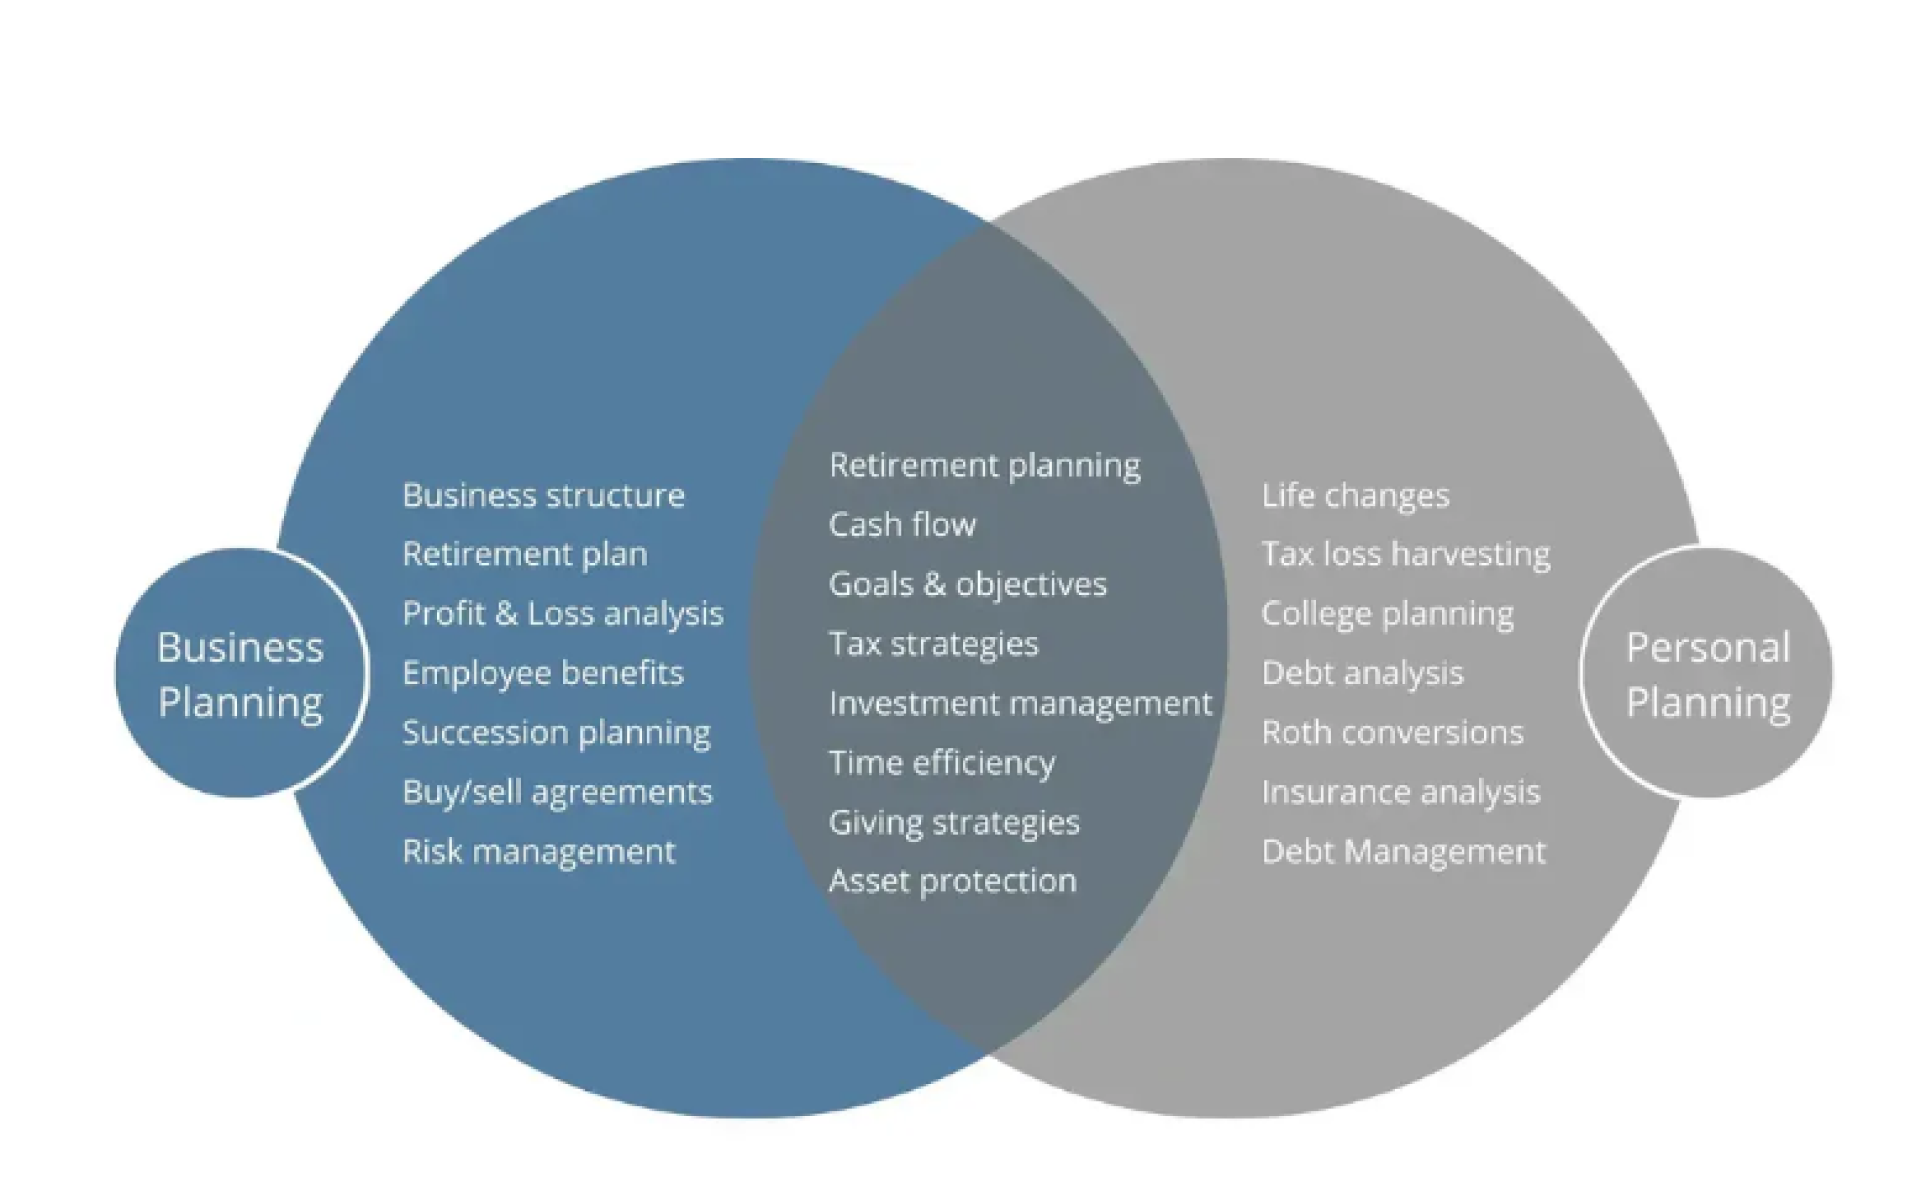 Business
Planning
Business structure
Retirement plan
Profit & Loss analysis
Employee benefits
Succession planning
Buy/sell agreements
Risk management
Retirement planning
Cash flow
Goals & objectives
Tax strategies
Investment management
Time efficiency
Giving strategies
Asset protection
Life changes
Tax loss harvesting
College planning
Debt analysis
Roth conversions
Insurance analysis
Debt Management
Personal
Planning